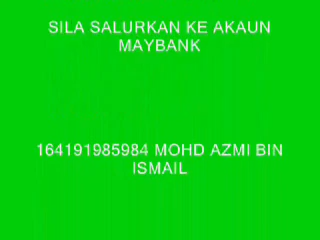 SILA SALURKAN KE AKAUN
MAYBANK
164191985984 MOHD AZMI BIN
ISMAIL